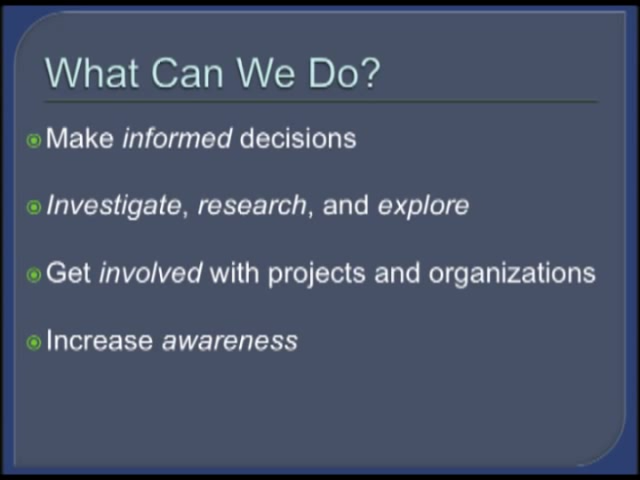 What Can We Do?
Make informed decisions
Investigate, research, and explore
Get involved with projects and organizations
Increase awareness